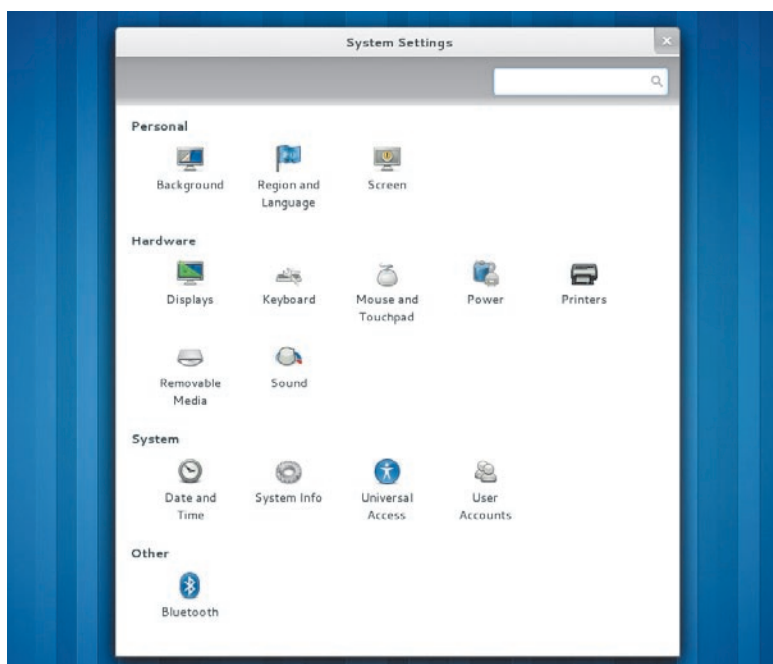 System Settings
Personal
Background
Region and
Language
Screen
Hardware
Displays
Keyboard
Mouse and
Touchpad
Power
Printers
Removable
Media
Sound
System
Date and
Time
System Info
Universal
Access
User
Accounts
Other
Bluetooth